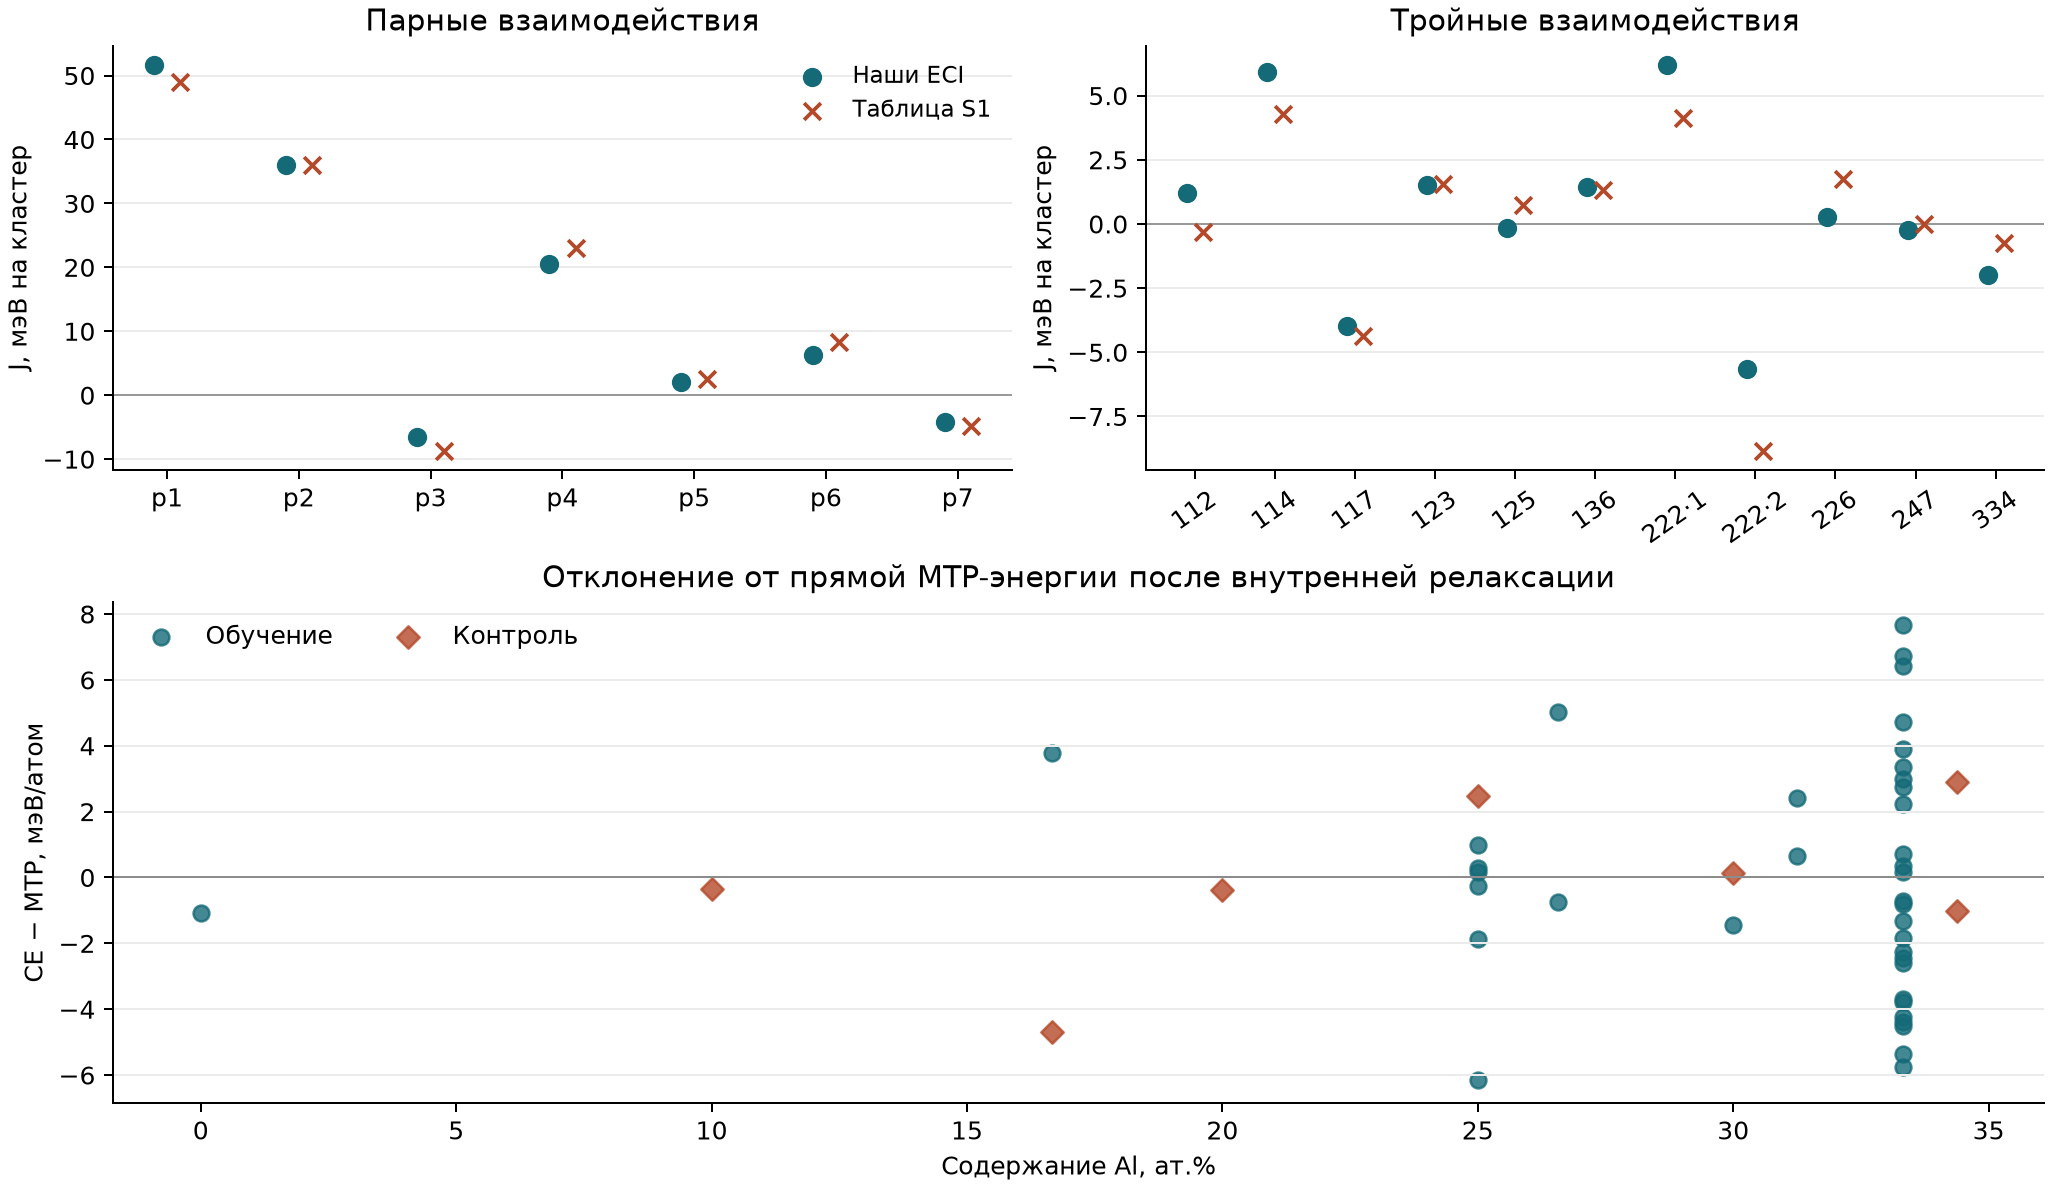 Парные взаимодействия
J, мэВ на кластер
50
40
30
20
10
0
−10
Наши ECI
Таблица S1
p1 p2 p3 p4 p5 p6 p7
Тройные взаимодействия
J, мэВ на кластер
5.0
2.5
0.0
−2.5
−5.0
−7.5
112 114 117 123 125 136 222·1 222·2 226 247 334
Отклонение от прямой MTP-энергии после внутренней релаксации
CE − MTP, мэВ/атом
8
6
4
2
0
−2
−4
−6
Обучение Контроль
0 5 10 15 20 25 30 35
Содержание Al, ат.%